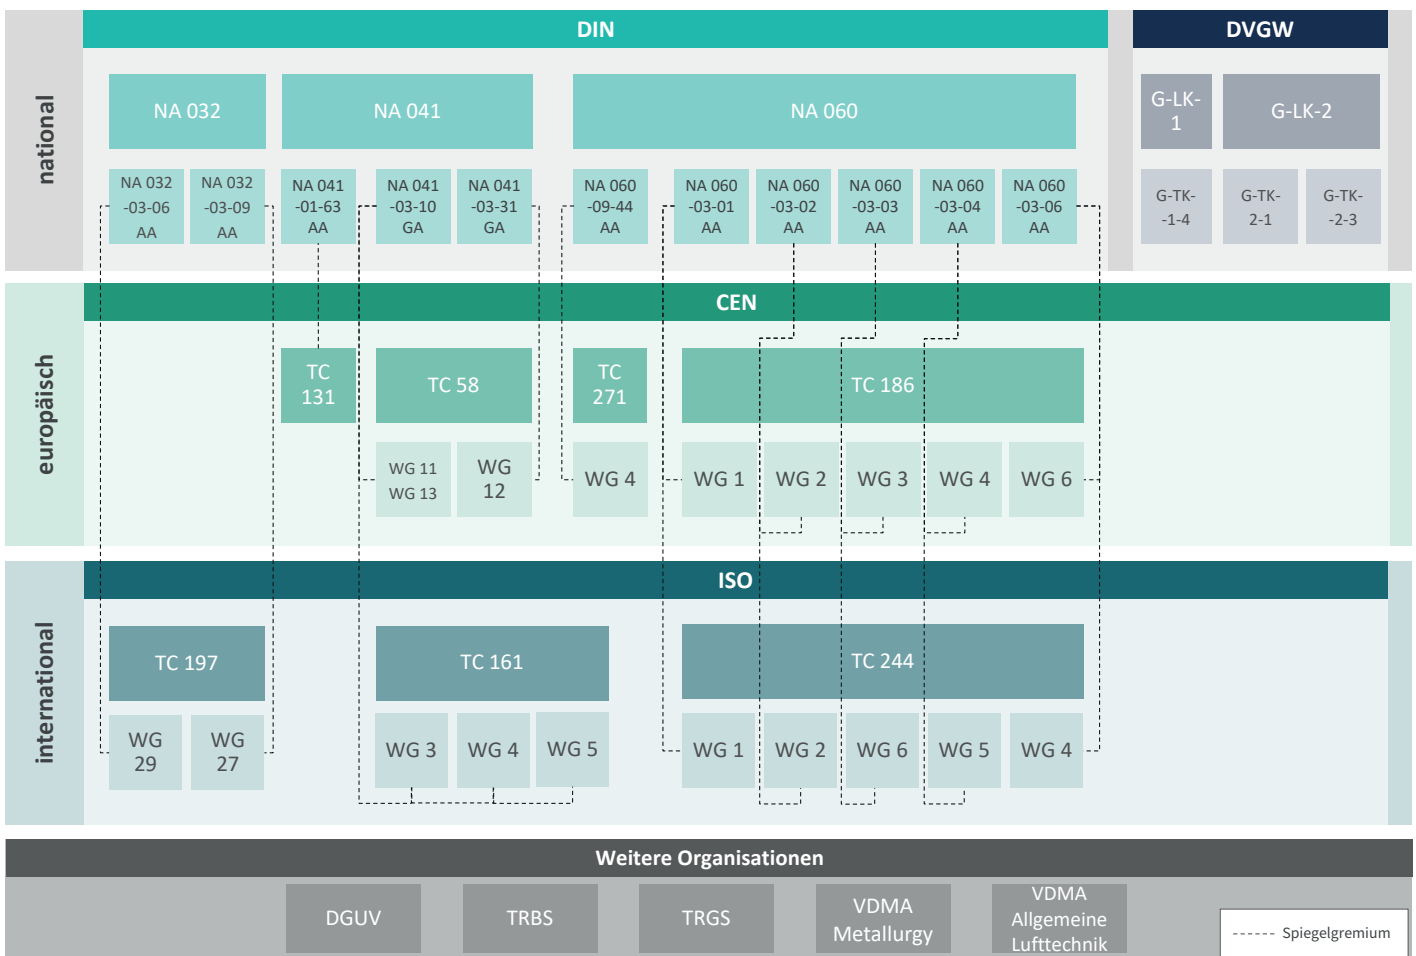 DIN
DVGW
national
NA 032
NA 041
NA 060
G-LK-
1
G-LK-2
NA 032
-03-06
AA
NA 032
-03-09
AA
NA 041
-01-63
AA
NA 041
-03-10
GA
NA 041
-03-31
GA
NA 060
-09-44
AA
NA 060
-03-01
AA
NA 060
-03-02
AA
NA 060
-03-03
AA
NA 060
-03-04
AA
NA 060
-03-06
AA
G-TK-
-1-4
G-TK-
2-1
G-TK-
-2-3
CEN
europäisch
TC
131
TC 58
TC
271
TC 186
WG 11
WG 13
WG
12
WG 4
WG 1
WG 2
WG 3
WG 4
WG 6
ISO
international
TC 197
TC 161
TC 244
WG
29
WG
27
WG 3
WG 4
WG 5
WG 1
WG 2
WG 6
WG 5
WG 4
Weitere Organisationen
DGUV
TRBS
TRGS
VDMA
Metallurgy
VDMA
Allgemeine
Lufttechnik
Spiegelgremium